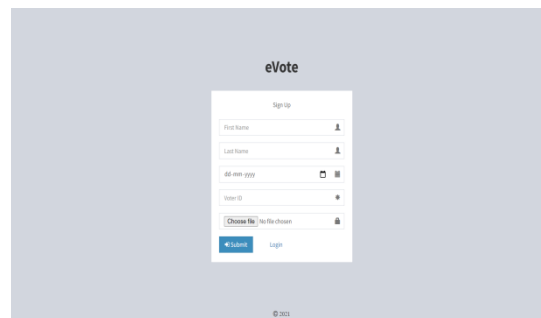 eVote
Sign Up
First Name
Last Name
dd-mm-yyyy
Voter ID
Choose file No file chosen
Submit Login
© 2021